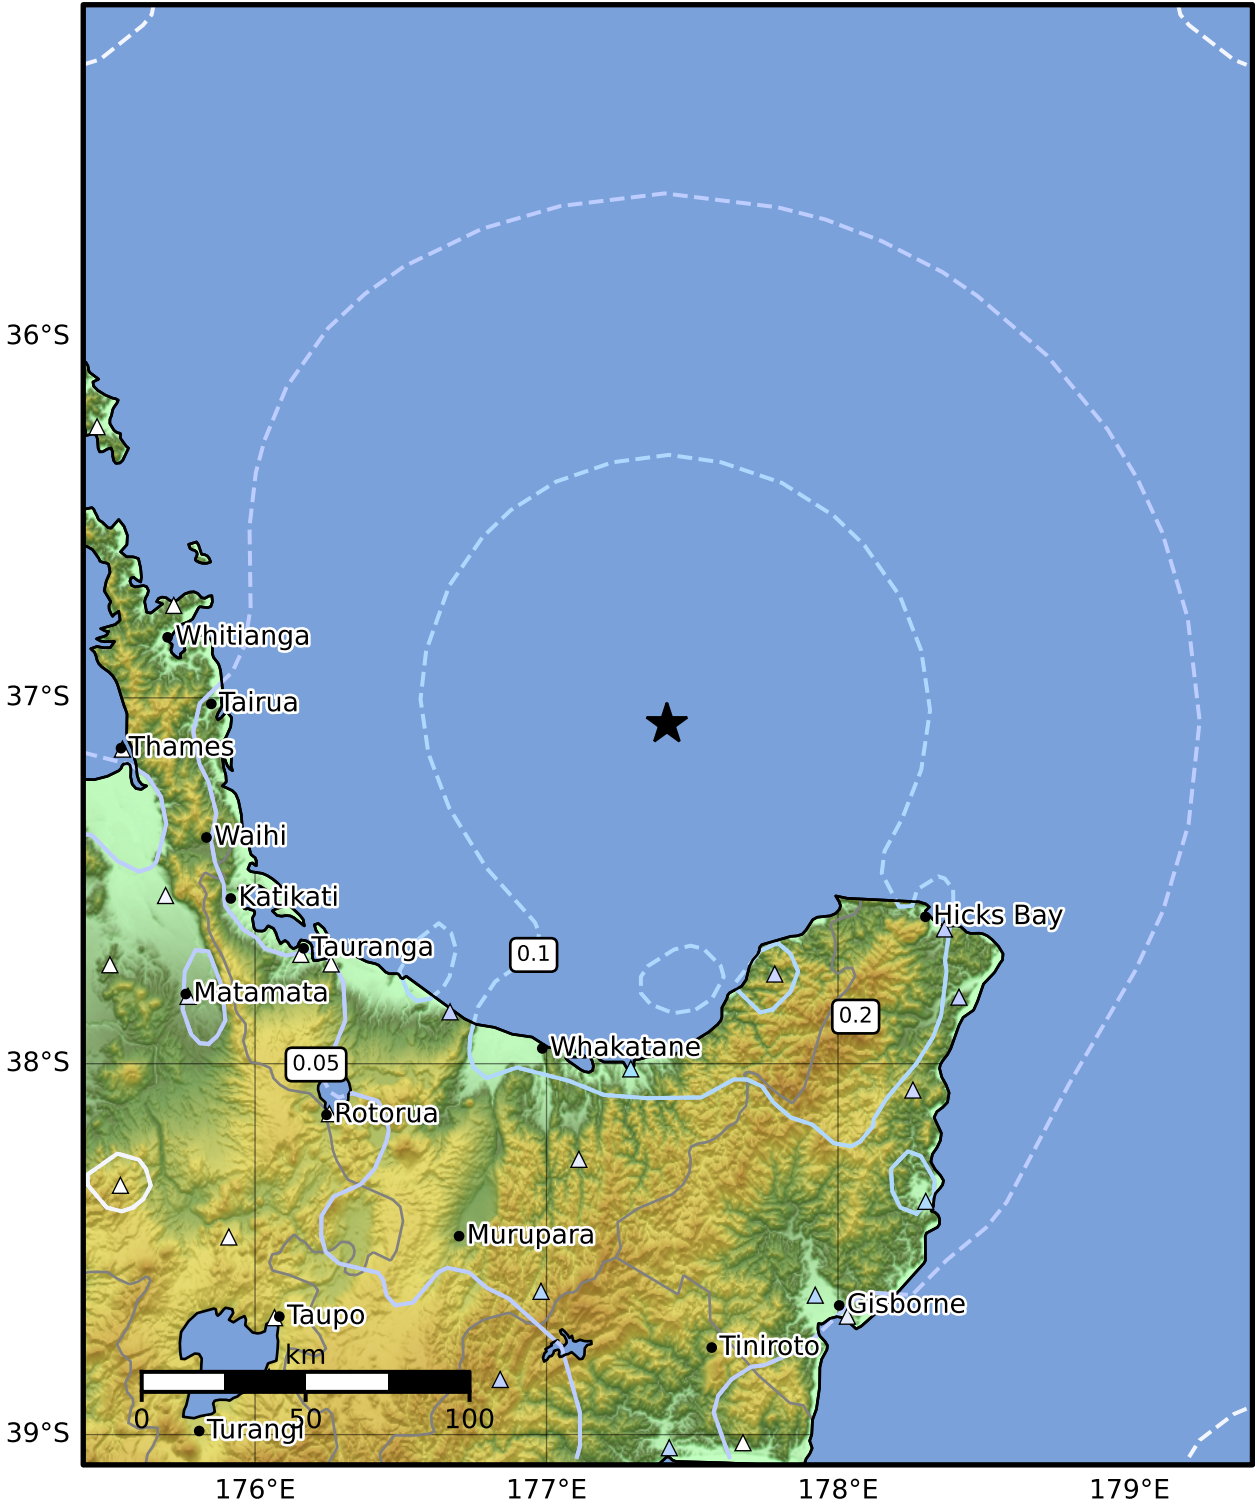 36°S
Whitianga
37°S
Tairua
Thames
Waihi
Katikati
Hicks Bay
Tauranga
0.1
Matamata
0.2
Whakatane
38°S
0.05
Rotorua
Murupara
Gisborne
Taupo
Tiniroto
km
0
50
100
39°S
Turangi
176°E
177°E
178°E
179°E